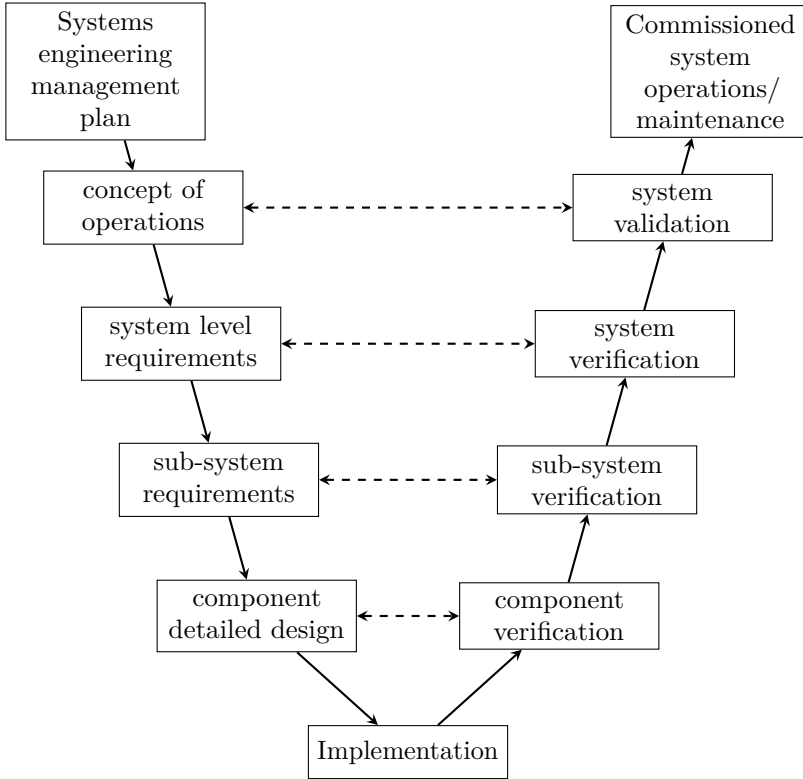 Systems
engineering
management
plan
Commissioned
system
operations/
maintenance
concept of
operations
system
validation
system level
requirements
system
verification
sub-system
requirements
sub-system
verification
component
detailed design
component
verification
Implementation